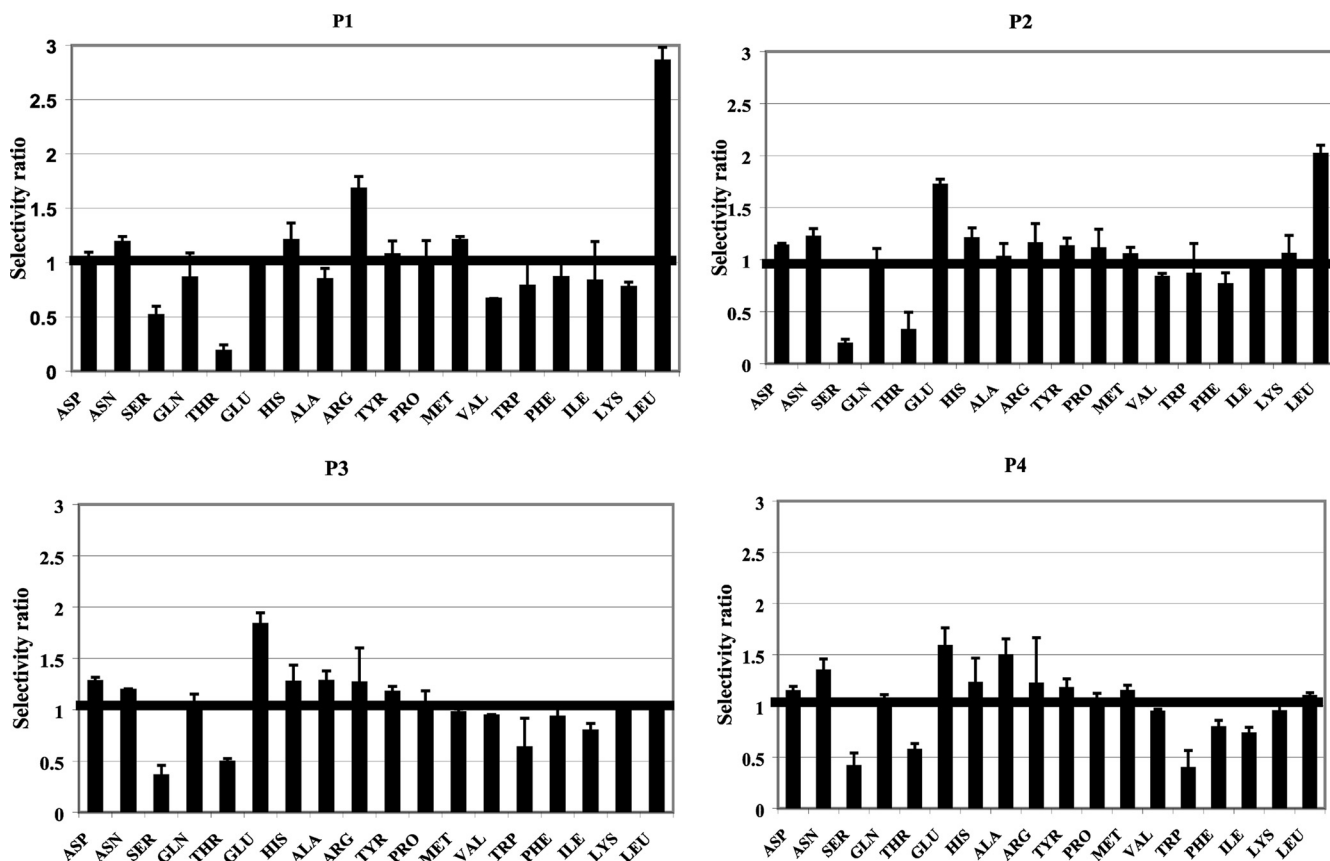 P1
Selectivity ratio
3
2.5
2
1.5
1
0.5
0
ASP ASN SER GLN THR GLU HIS ALA ARG TYR PRO MET VAL TRP PHE ILE LYS LEU
P2
Selectivity ratio
3
2.5
2
1.5
1
0.5
0
ASP ASN SER GLN THR GLU HIS ALA ARG TYR PRO MET VAL TRP PHE ILE LYS LEU
P3
Selectivity ratio
3
2.5
2
1.5
1
0.5
0
ASP ASN SER GLN THR GLU HIS ALA ARG TYR PRO MET VAL TRP PHE ILE LYS LEU
P4
Selectivity ratio
3
2.5
2
1.5
1
0.5
0
ASP ASN SER GLN THR GLU HIS ALA ARG TYR PRO MET VAL TRP PHE ILE LYS LEU